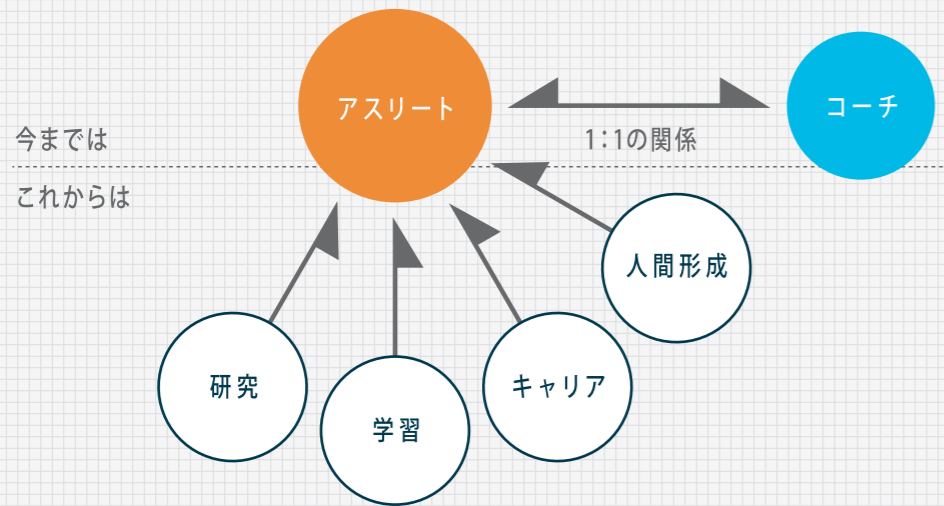 アスリート
コーチ
今までは
1:1の関係
これからは
人間形成
研究
学習
キャリア